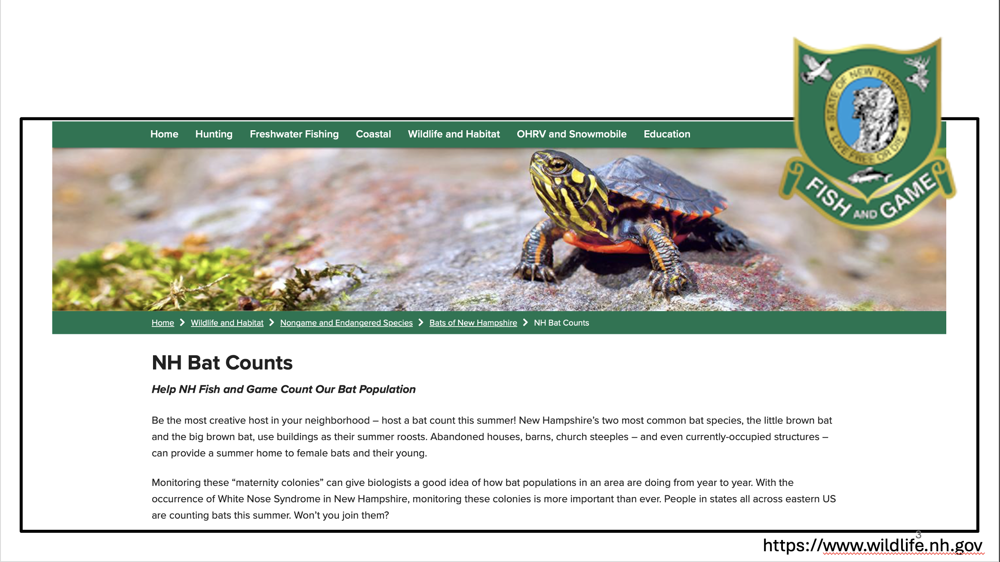 STATE OF NEW HAMPSHIRE
LIVE FREE OR DIE
FISH AND GAME
Home Hunting Freshwater Fishing Coastal Wildlife and Habitat OHRV and Snowmobile Education
Home Wildlife and Habitat Nongame and Endangered Species Bats of New Hampshire NH Bat Counts
NH Bat Counts
Help NH Fish and Game Count Our Bat Population
Be the most creative host in your neighborhood – host a bat count this summer! New Hampshire’s two most common bat species, the little brown bat
and the big brown bat, use buildings as their summer roosts. Abandoned houses, barns, church steeples – and even currently-occupied structures –
can provide a summer home to female bats and their young.
Monitoring these “maternity colonies” can give biologists a good idea of how bat populations in an area are doing from year to year. With the
occurrence of White Nose Syndrome in New Hampshire, monitoring these colonies is more important than ever. People in states all across eastern US
are counting bats this summer. Won’t you join them?
3
https://www.wildlife.nh.gov